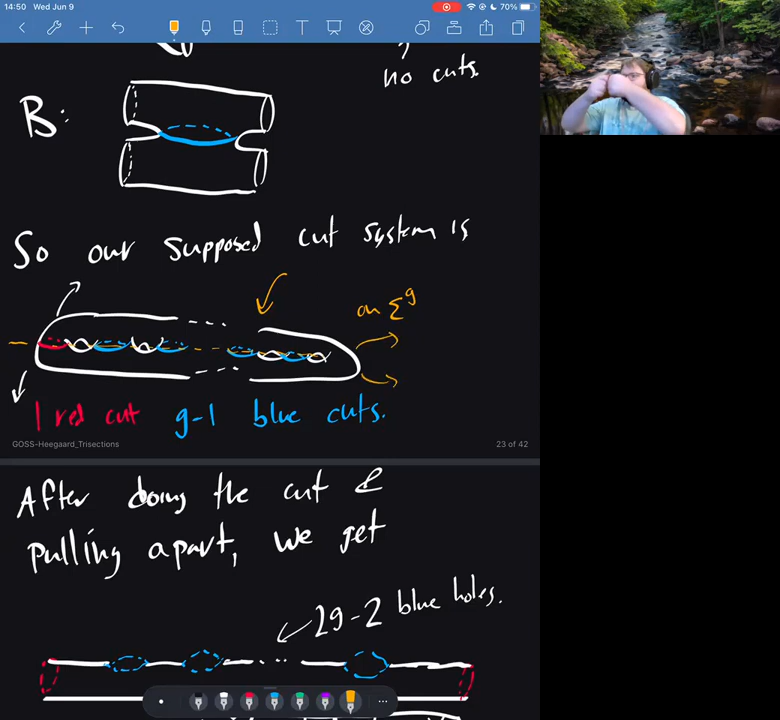 14:50 Wed Jun 9
70%
no cuts.
B:
So our supposed cut system is
on Σ^g
1 red cut g-1 blue cuts.
GOSS-Heegaard_Trisections
23 of 42
After doing the cut &
pulling apart, we get
2g-2 blue holes.